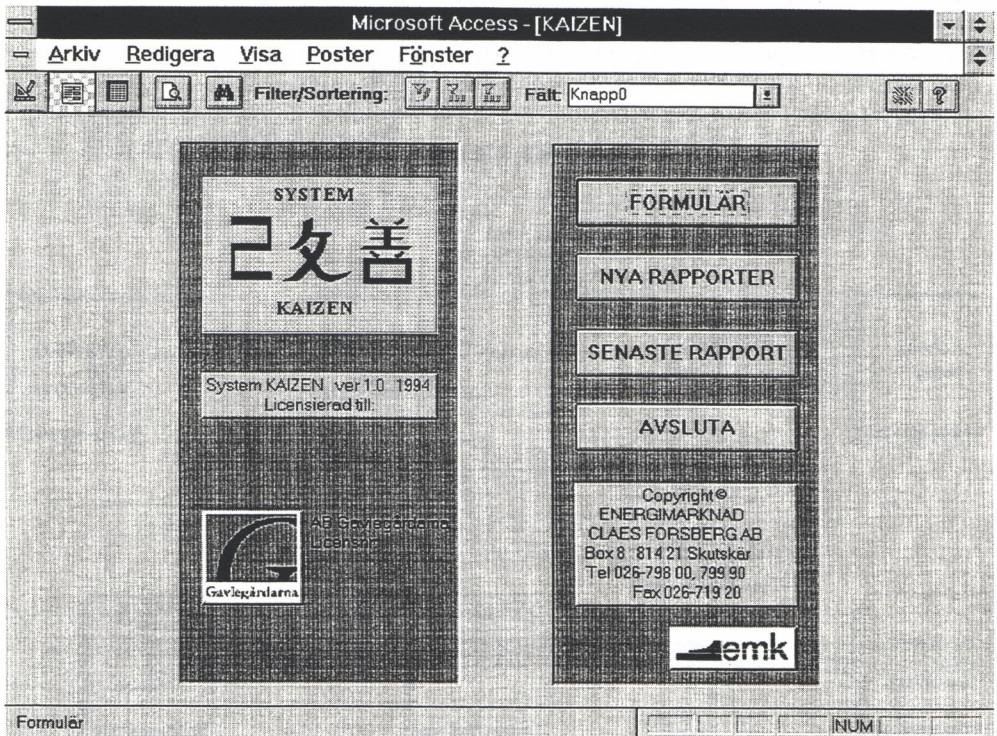 Microsoft Access - [KAIZEN]
Arkiv Redigera Visa Poster Fönster ?
Filter/Sortering: Fält: Knapp0
SYSTEM
改善
KAIZEN
System KAIZEN ver 1.0 1994
Licensierad till:
AB Gavlegårdarna
Gavlegårdarna
FORMULÄR
NYA RAPPORTER
SENASTE RAPPORT
AVSLUTA
Copyright ©
ENERGIMARKNAD
CLAES FORSBERG AB
Box 8 814 21 Skutskär
Tel 026-798 00, 799 90
Fax 026-719 20
emk
Formulär
NUM